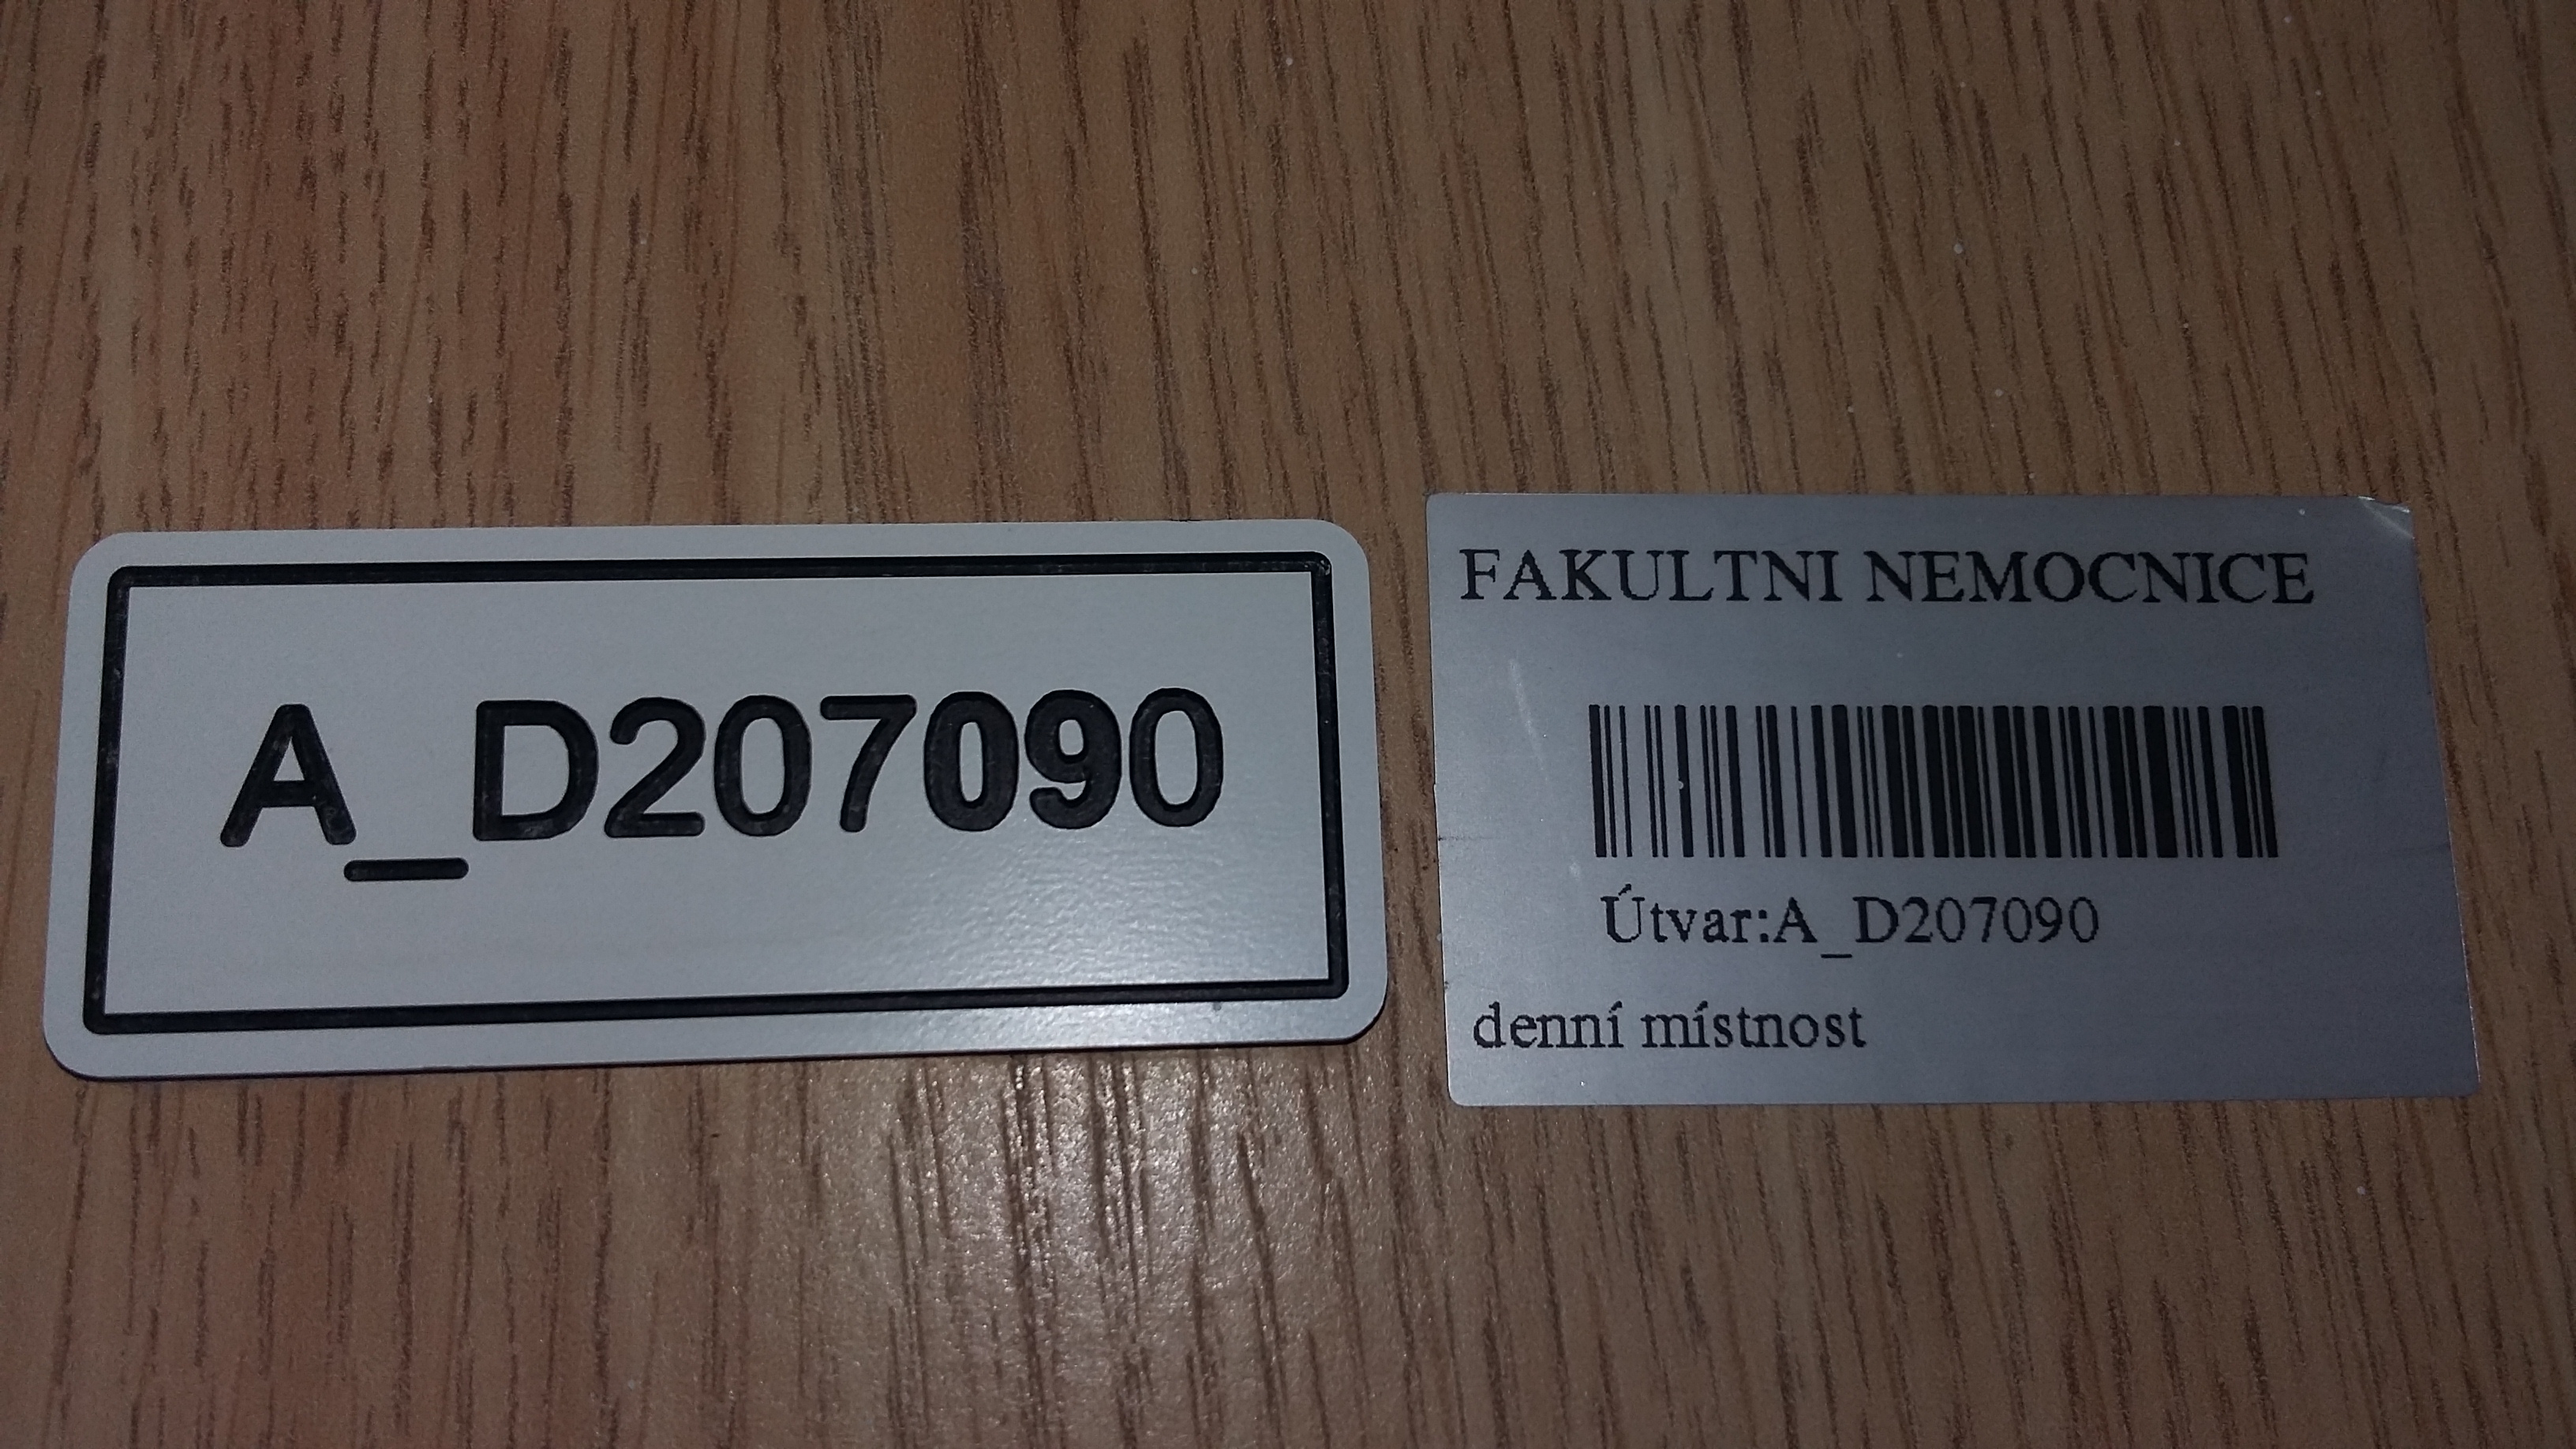 A_D207090
FAKULTNI NEMOCNICE
Útvar:A_D207090
denní místnost